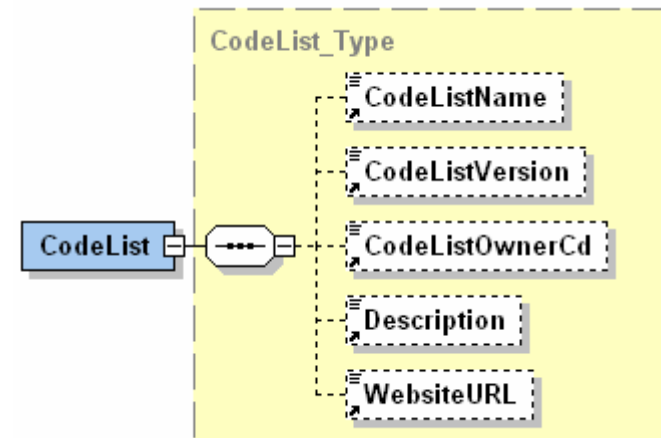 CodeList_Type
CodeListName
CodeListVersion
CodeList
CodeListOwnerCd
Description
WebsiteURL